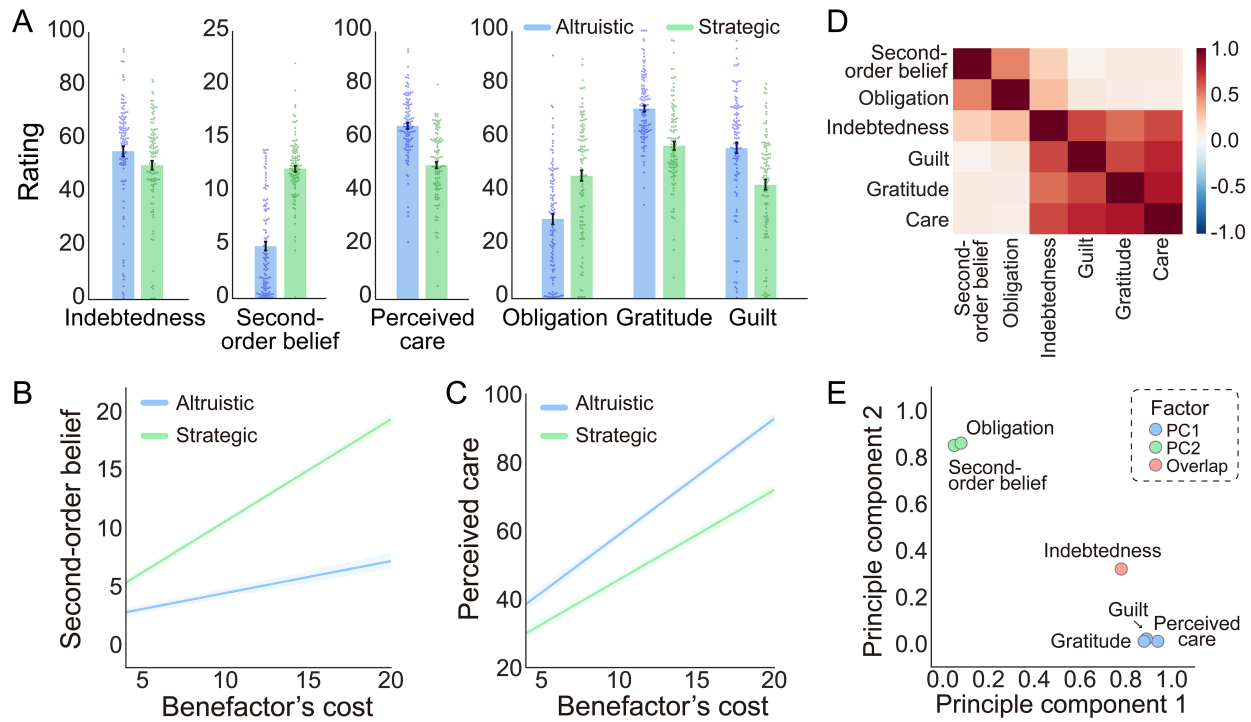 A
Rating
100
80
60
40
20
0
Indebtedness
25
20
15
10
5
0
Second-
order belief
100
80
60
40
20
0
Perceived
care
100
80
60
40
20
0
Altruistic
Strategic
Obligation
Gratitude
Guilt
D
Second-
order belief
Obligation
Indebtedness
Guilt
Gratitude
Care
Second-
order belief
Obligation
Indebtedness
Guilt
Gratitude
Care
1.0
0.5
0.0
-0.5
-1.0
B
Second-order belief
20
15
10
5
0
Altruistic
Strategic
5
10
15
20
Benefactor's cost
C
Perceived care
100
80
60
40
20
Altruistic
Strategic
5
10
15
20
Benefactor's cost
E
Principle component 2
1.0
0.8
0.6
0.4
0.2
0.0
Factor
PC1
PC2
Overlap
Obligation
Second-
order belief
Indebtedness
Guilt
Perceived
care
Gratitude
0.0
0.2
0.4
0.6
0.8
1.0
Principle component 1